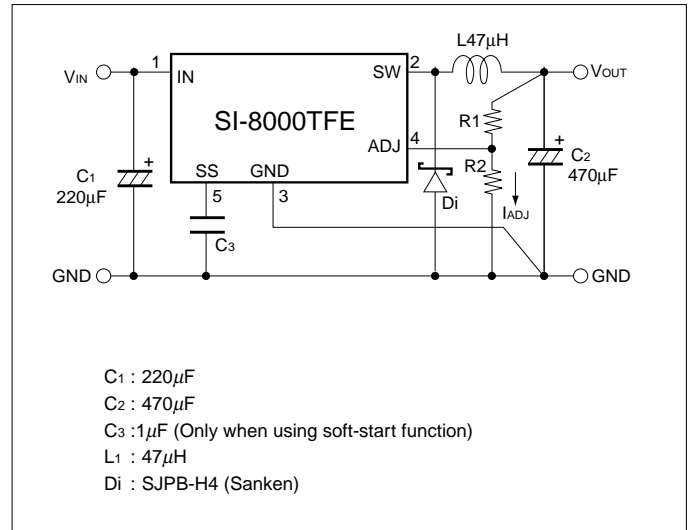 L47μH
1
2
VIN
IN
SW
VOUT
SI-8000TFE
R1
ADJ
4
C1
220μF
+
SS
GND
R2
+
C2
470μF
5
3
Di
IADJ
C3
GND
GND
C1 : 220μF
C2 : 470μF
C3 :1μF (Only when using soft-start function)
L1 : 47μH
Di : SJPB-H4 (Sanken)